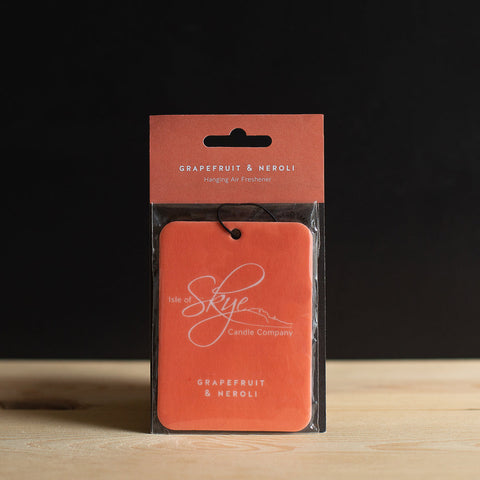 GRAPEFRUIT & NEROLI
Hanging Air Freshener
Isle of
Skye
Candle Company
GRAPEFRUIT
& NEROLI